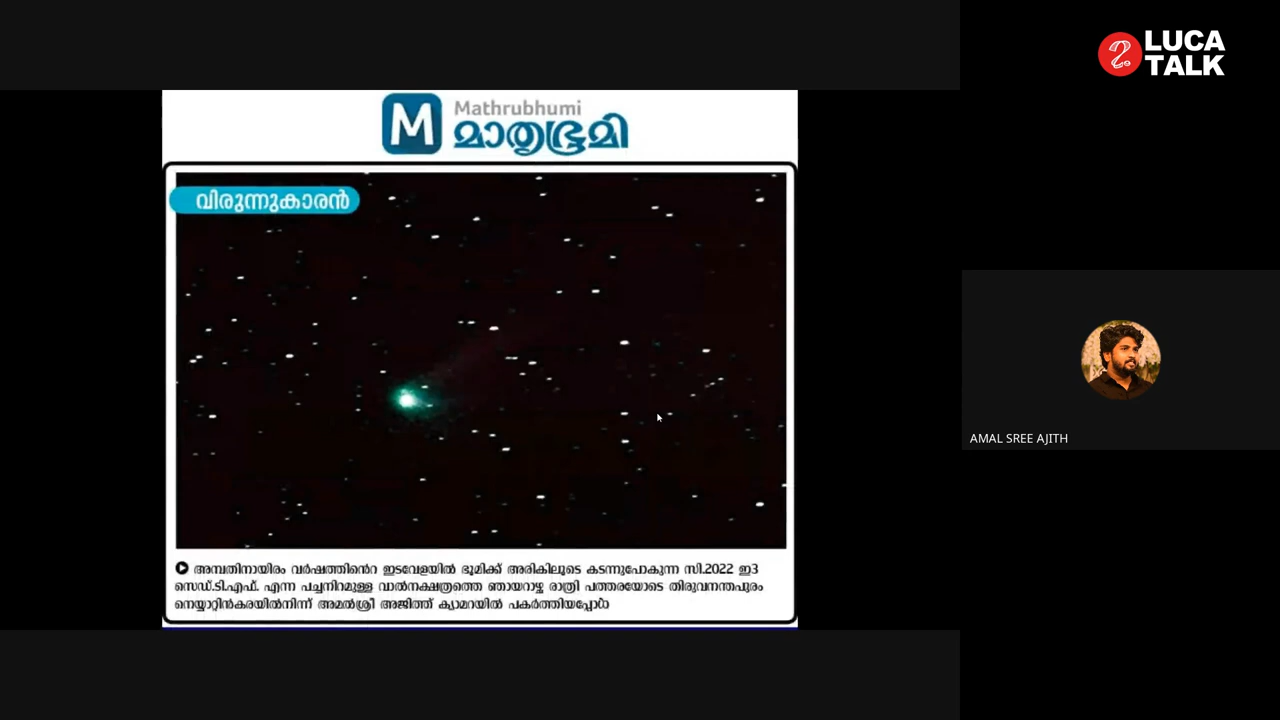 LUCA
TALK
M
Mathrubhumi
മാതൃഭൂമി
വിരുന്നുകാരൻ
അമ്പതിനായിരം വർഷത്തിൻെറ ഇടവേളയിൽ ഭൂമിക്ക് അരികിലൂടെ കടന്നുപോകുന്ന സി.2022 ഇ3
സെഡ്.ടി.എഫ്. എന്ന പച്ചനിറമുള്ള വാൽനക്ഷത്രത്തെ ഞായറാഴ്ച രാത്രി പത്തരയോടെ തിരുവനന്തപുരം
നെയ്യാറ്റിൻകരയിൽനിന്ന് അമൽശ്രീ അജിത്ത് ക്യാമറയിൽ പകർത്തിയപ്പോൾ
AMAL SREE AJITH